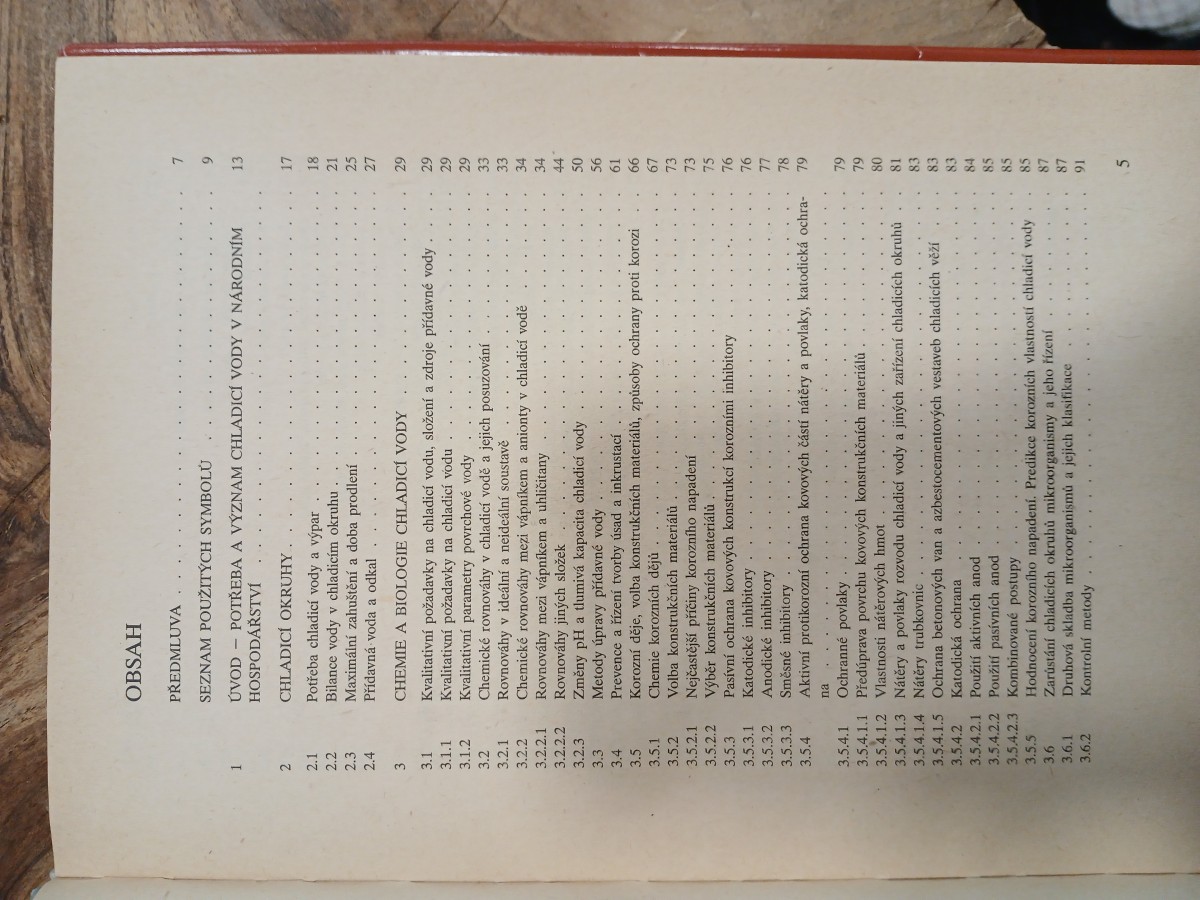 OBSAH
PŘEDMLUVA . . . . . . . . . . . . . . . . . . . . 7
SEZNAM POUŽITÝCH SYMBOLŮ . . . . . . . . . . . . . . 9
1 ÚVOD – POTŘEBA A VÝZNAM CHLADICÍ VODY V NÁRODNÍM
HOSPODÁŘSTVÍ . . . . . . . . . . . . . . . . . . 13
2 CHLADICÍ OKRUHY . . . . . . . . . . . . . . . . . 17
2.1 Potřeba chladicí vody a výpar . . . . . . . . . . . . . . 18
2.2 Bilance vody v chladicím okruhu . . . . . . . . . . . . . 21
2.3 Maximální zahuštění a doba prodlení . . . . . . . . . . . . 25
2.4 Přídavná voda a odkal . . . . . . . . . . . . . . . . 27
3 CHEMIE A BIOLOGIE CHLADICÍ VODY . . . . . . . . . . 29
3.1 Kvalitativní požadavky na chladicí vodu, složení a zdroje přídavné vody . . . 29
3.1.1 Kvalitativní požadavky na chladicí vodu . . . . . . . . . . . 29
3.1.2 Kvalitativní parametry povrchové vody . . . . . . . . . . . 29
3.2 Chemické rovnováhy v chladicí vodě a jejich posuzování . . . . . . . 33
3.2.1 Rovnováhy v ideální a neideální soustavě . . . . . . . . . . . 33
3.2.2 Chemické rovnováhy mezi vápníkem a anionty v chladicí vodě . . . . . 34
3.2.2.1 Rovnováhy mezi vápníkem a uhličitany . . . . . . . . . . . 34
3.2.2.2 Rovnováhy jiných složek . . . . . . . . . . . . . . . 44
3.2.3 Změny pH a tlumivá kapacita chladicí vody . . . . . . . . . . 50
3.3 Metody úpravy přídavné vody . . . . . . . . . . . . . . 56
3.4 Prevence a řízení tvorby úsad a inkrustací . . . . . . . . . . 61
3.5 Korozní děje, volba konstrukčních materiálů, způsoby ochrany proti korozi . . 66
3.5.1 Chemie korozních dějů . . . . . . . . . . . . . . . . 67
3.5.2 Volba konstrukčních materiálů . . . . . . . . . . . . . . 73
3.5.2.1 Nejčastější příčiny korozního napadení . . . . . . . . . . . 73
3.5.2.2 Výběr konstrukčních materiálů . . . . . . . . . . . . . . 75
3.5.3 Pasívní ochrana kovových konstrukcí korozními inhibitory . . . . . . 76
3.5.3.1 Katodické inhibitory . . . . . . . . . . . . . . . . . 76
3.5.3.2 Anodické inhibitory . . . . . . . . . . . . . . . . . 77
3.5.3.3 Směsné inhibitory . . . . . . . . . . . . . . . . . . 78
3.5.4 Aktivní protikorozní ochrana kovových částí nátěry a povlaky, katodická ochra- 79
na . . . . . . . .
3.5.4.1 Ochranné povlaky . . . . . . . . . . . . . . . . . . 79
3.5.4.1.1 Předúprava povrchu kovových konstrukčních materiálů . . . . . . . 79
3.5.4.1.2 Vlastnosti nátěrových hmot . . . . . . . . . . . . . . . 80
3.5.4.1.3 Nátěry a povlaky rozvodu chladicí vody a jiných zařízení chladicích okruhů . . 81
3.5.4.1.4 Nátěry trubkovnic . . . . . . . . . . . . . . . . . . 83
3.5.4.1.5 Ochrana betonových van a azbestocementových vestaveb chladicích věží . . . 83
3.5.4.2 Katodická ochrana . . . . . . . . . . . . . . . . . . 83
3.5.4.2.1 Použití aktivních anod . . . . . . . . . . . . . . . . 84
3.5.4.2.2 Použití pasívních anod . . . . . . . . . . . . . . . . 85
3.5.4.2.3 Kombinované postupy . . . . . . . . . . . . . . . . 85
3.5.5 Hodnocení korozního napadení. Predikce korozních vlastností chladicí vody . . 85
3.6 Zarůstání chladicích okruhů mikroorganismy a jeho řízení . . . . . . 87
3.6.1 Druhová skladba mikroorganismů a jejich klasifikace . . . . . . . 87
3.6.2 Kontrolní metody . . . . . . . . . . . . . . . . . . 91
5